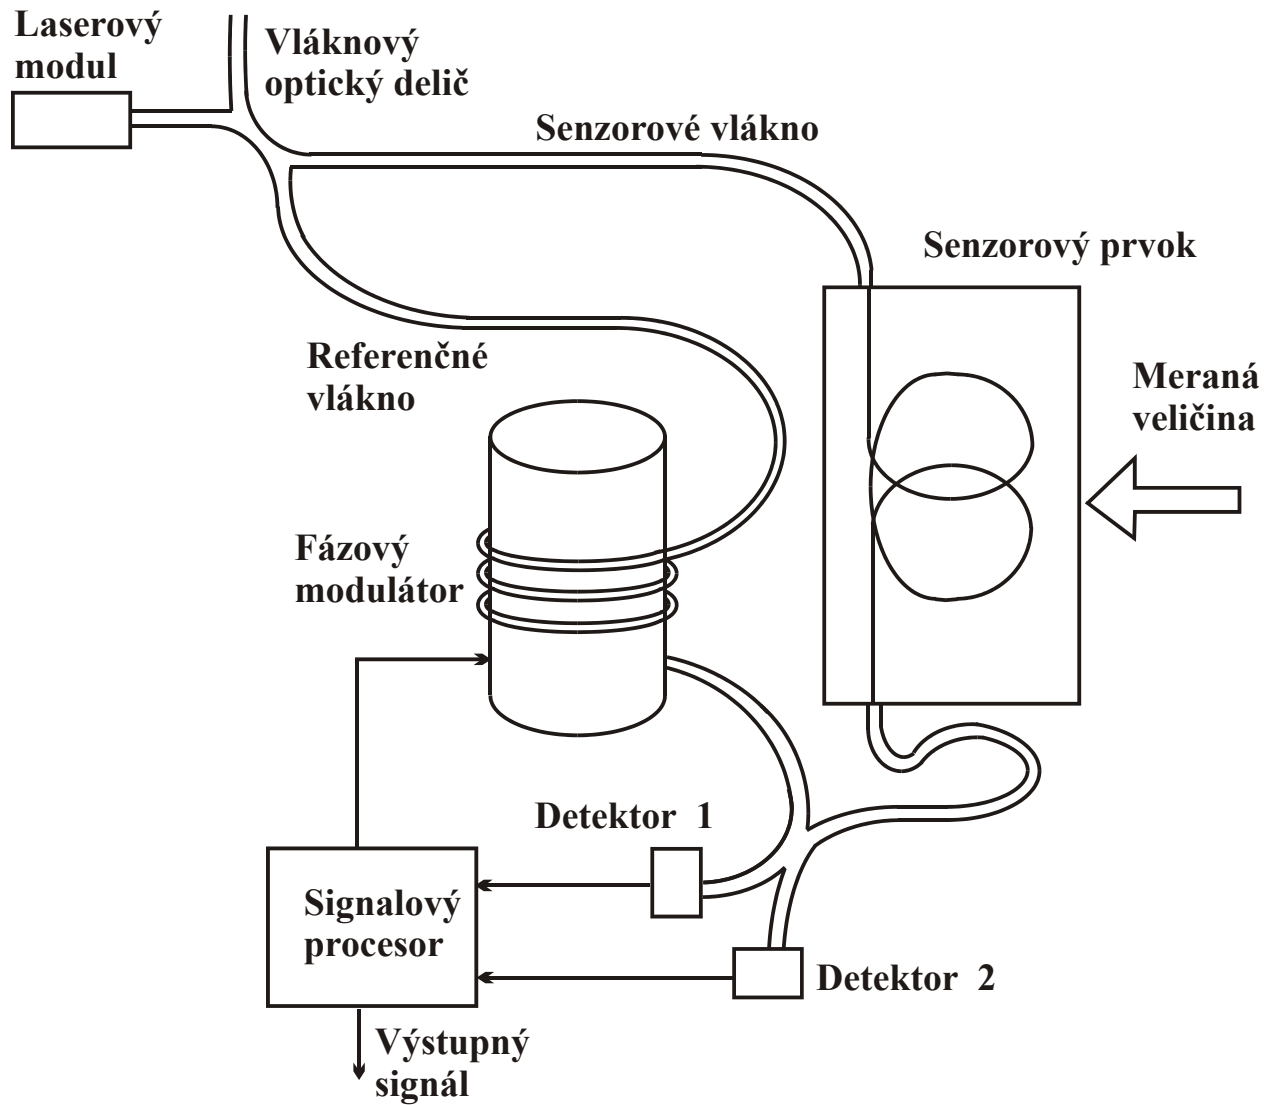 Laserový
modul
Vláknový
optický delič
Senzorové vlákno
Senzorový prvok
Referenčné
vlákno
Meraná
veličina
Fázový
modulátor
Detektor 1
Signalový
procesor
Detektor 2
Výstupný
signál